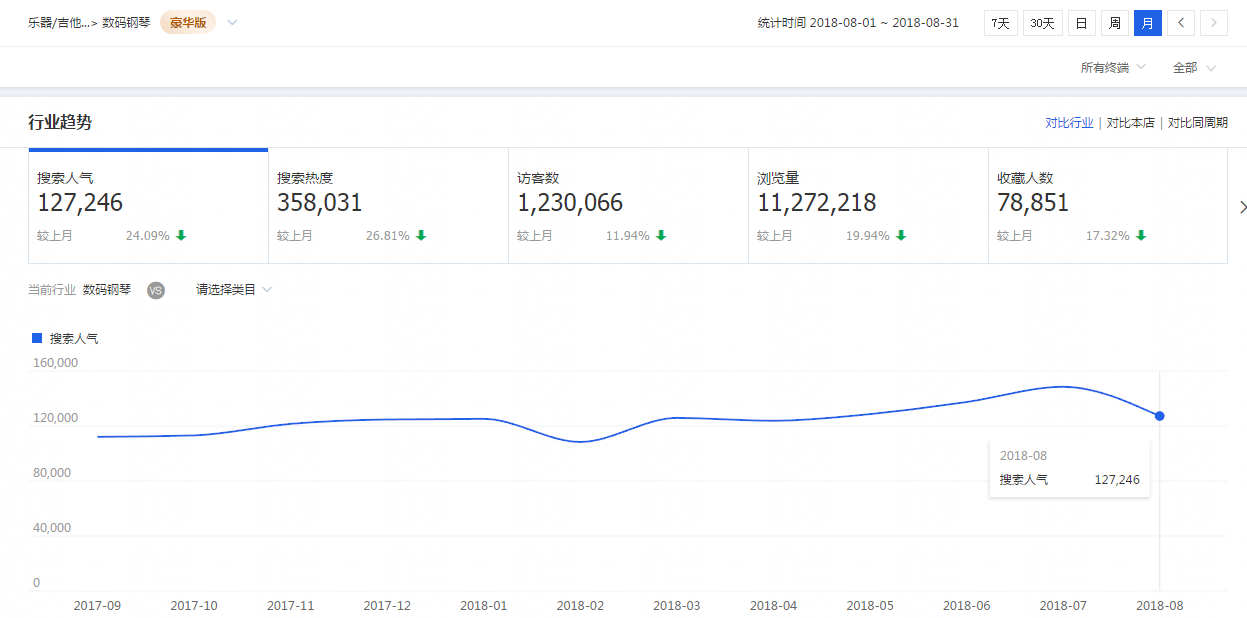 乐器/吉他...> 数码钢琴 豪华版 统计时间 2018-08-01 ~ 2018-08-31 7天 30天 日 周 月
所有终端 全部
行业趋势 对比行业 | 对比本店 | 对比同周期
搜索人气 搜索热度 访客数 浏览量 收藏人数
127,246 358,031 1,230,066 11,272,218 78,851
较上月 24.09% 较上月 26.81% 较上月 11.94% 较上月 19.94% 较上月 17.32%
当前行业 数码钢琴 VS 请选择类目
搜索人气
160,000
120,000
80,000
40,000
0
2018-08
搜索人气 127,246
2017-09 2017-10 2017-11 2017-12 2018-01 2018-02 2018-03 2018-04 2018-05 2018-06 2018-07 2018-08